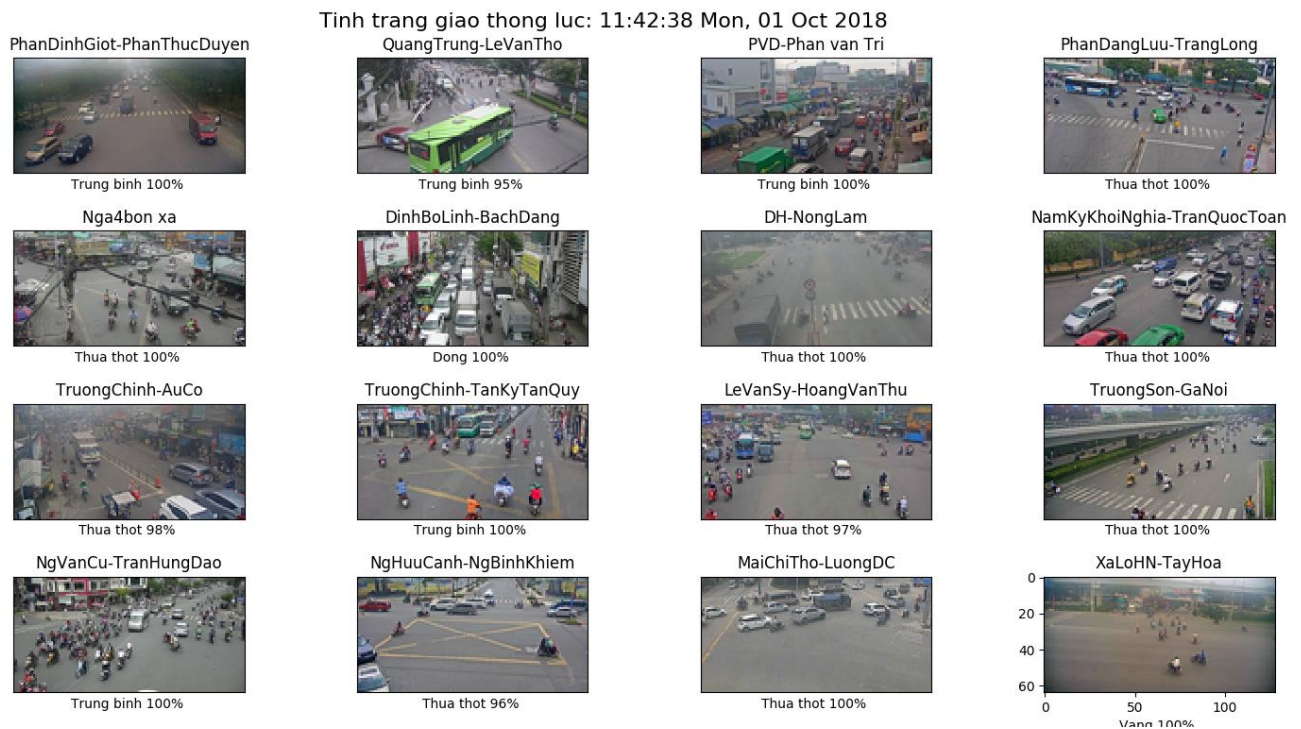 Tinh trang giao thong luc: 11:42:38 Mon, 01 Oct 2018
PhanDinhGiot-PhanThucDuyen
QuangTrung-LeVanTho
PVD-Phan van Tri
PhanDangLuu-TrangLong
Trung binh 100%
Trung binh 95%
Trung binh 100%
Thua thot 100%
Nga4bon xa
DinhBoLinh-BachDang
DH-NongLam
NamKyKhoiNghia-TranQuocToan
Thua thot 100%
Dong 100%
Thua thot 100%
Thua thot 100%
TruongChinh-AuCo
TruongChinh-TanKyTanQuy
LeVanSy-HoangVanThu
TruongSon-GaNoi
Thua thot 98%
Trung binh 100%
Thua thot 97%
Thua thot 100%
NgVanCu-TranHungDao
NgHuuCanh-NgBinhKhiem
MaiChiTho-LuongDC
XaLoHN-TayHoa
0
20
40
60
0 50 100
Trung binh 100%
Thua thot 96%
Thua thot 100%
Vang 100%